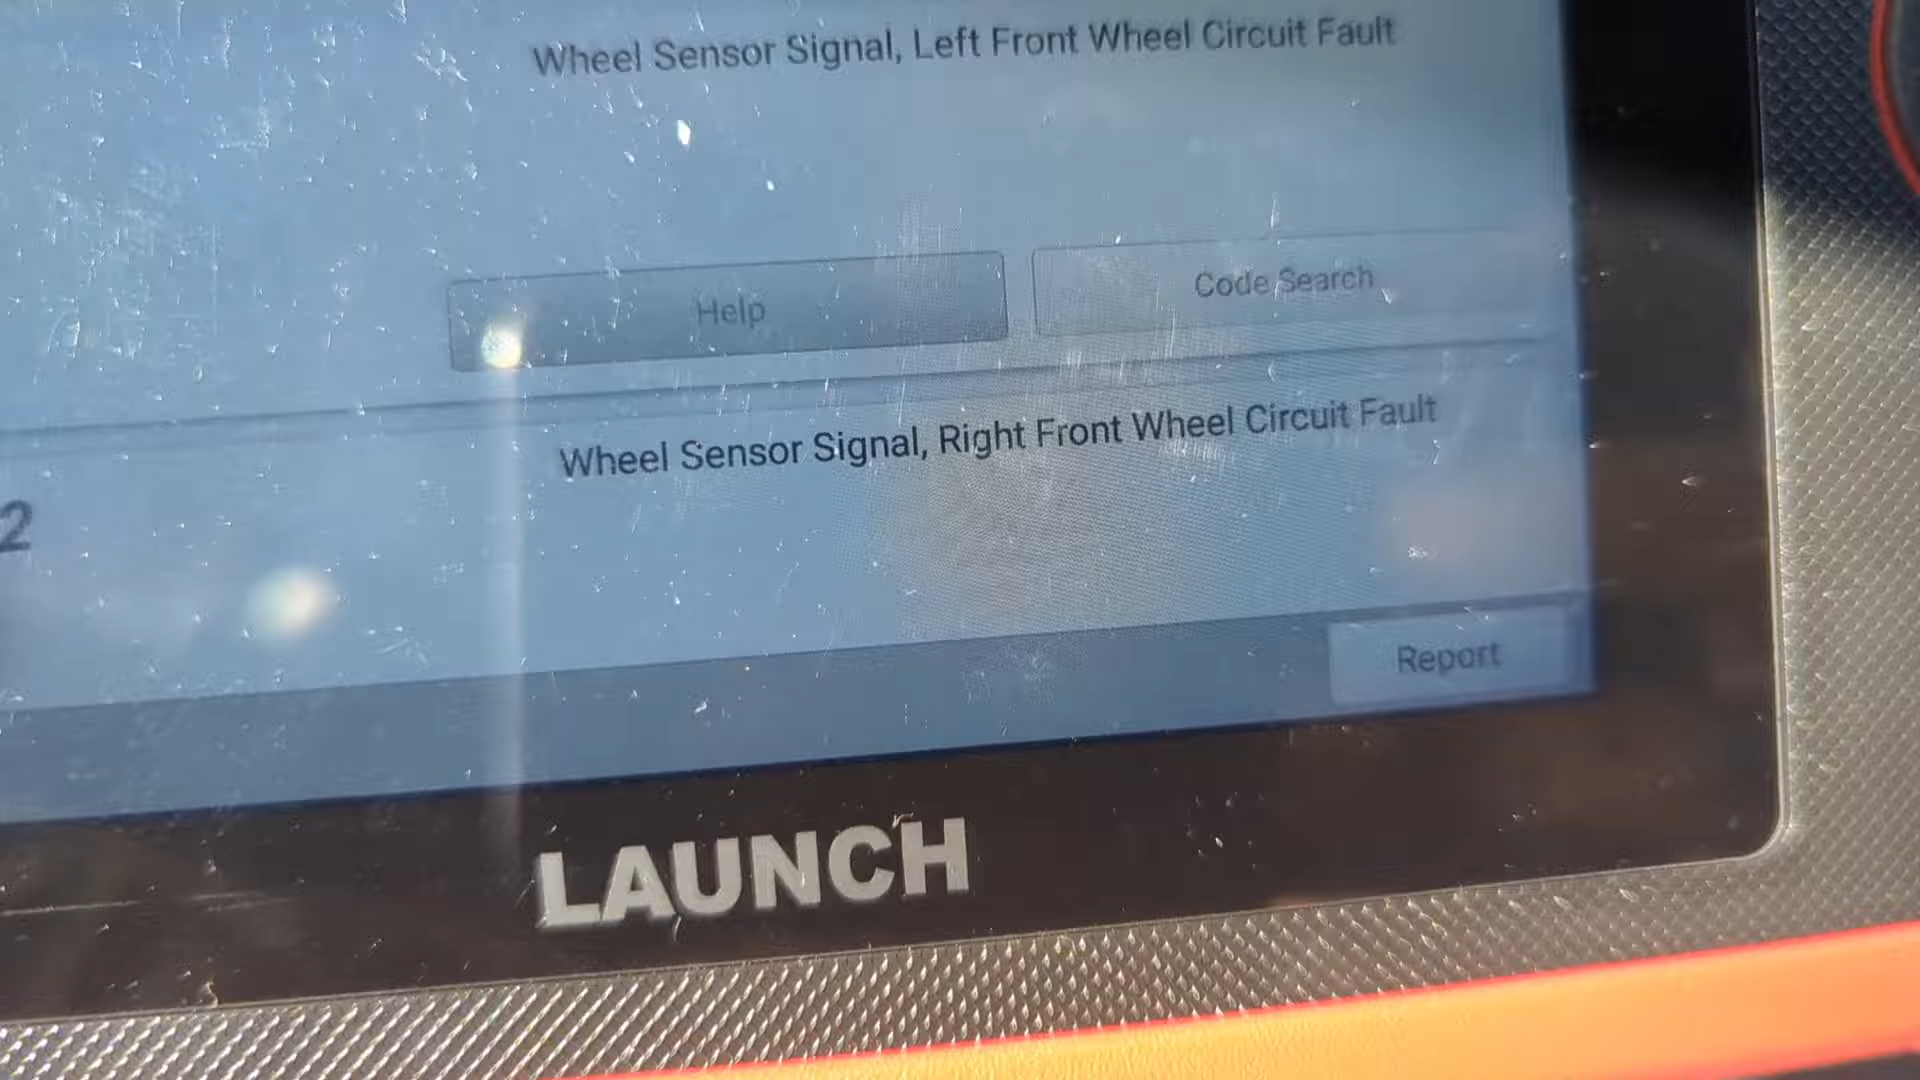 Wheel Sensor Signal, Left Front Wheel Circuit Fault
Help
Code Search
Wheel Sensor Signal, Right Front Wheel Circuit Fault
2
Report
LAUNCH